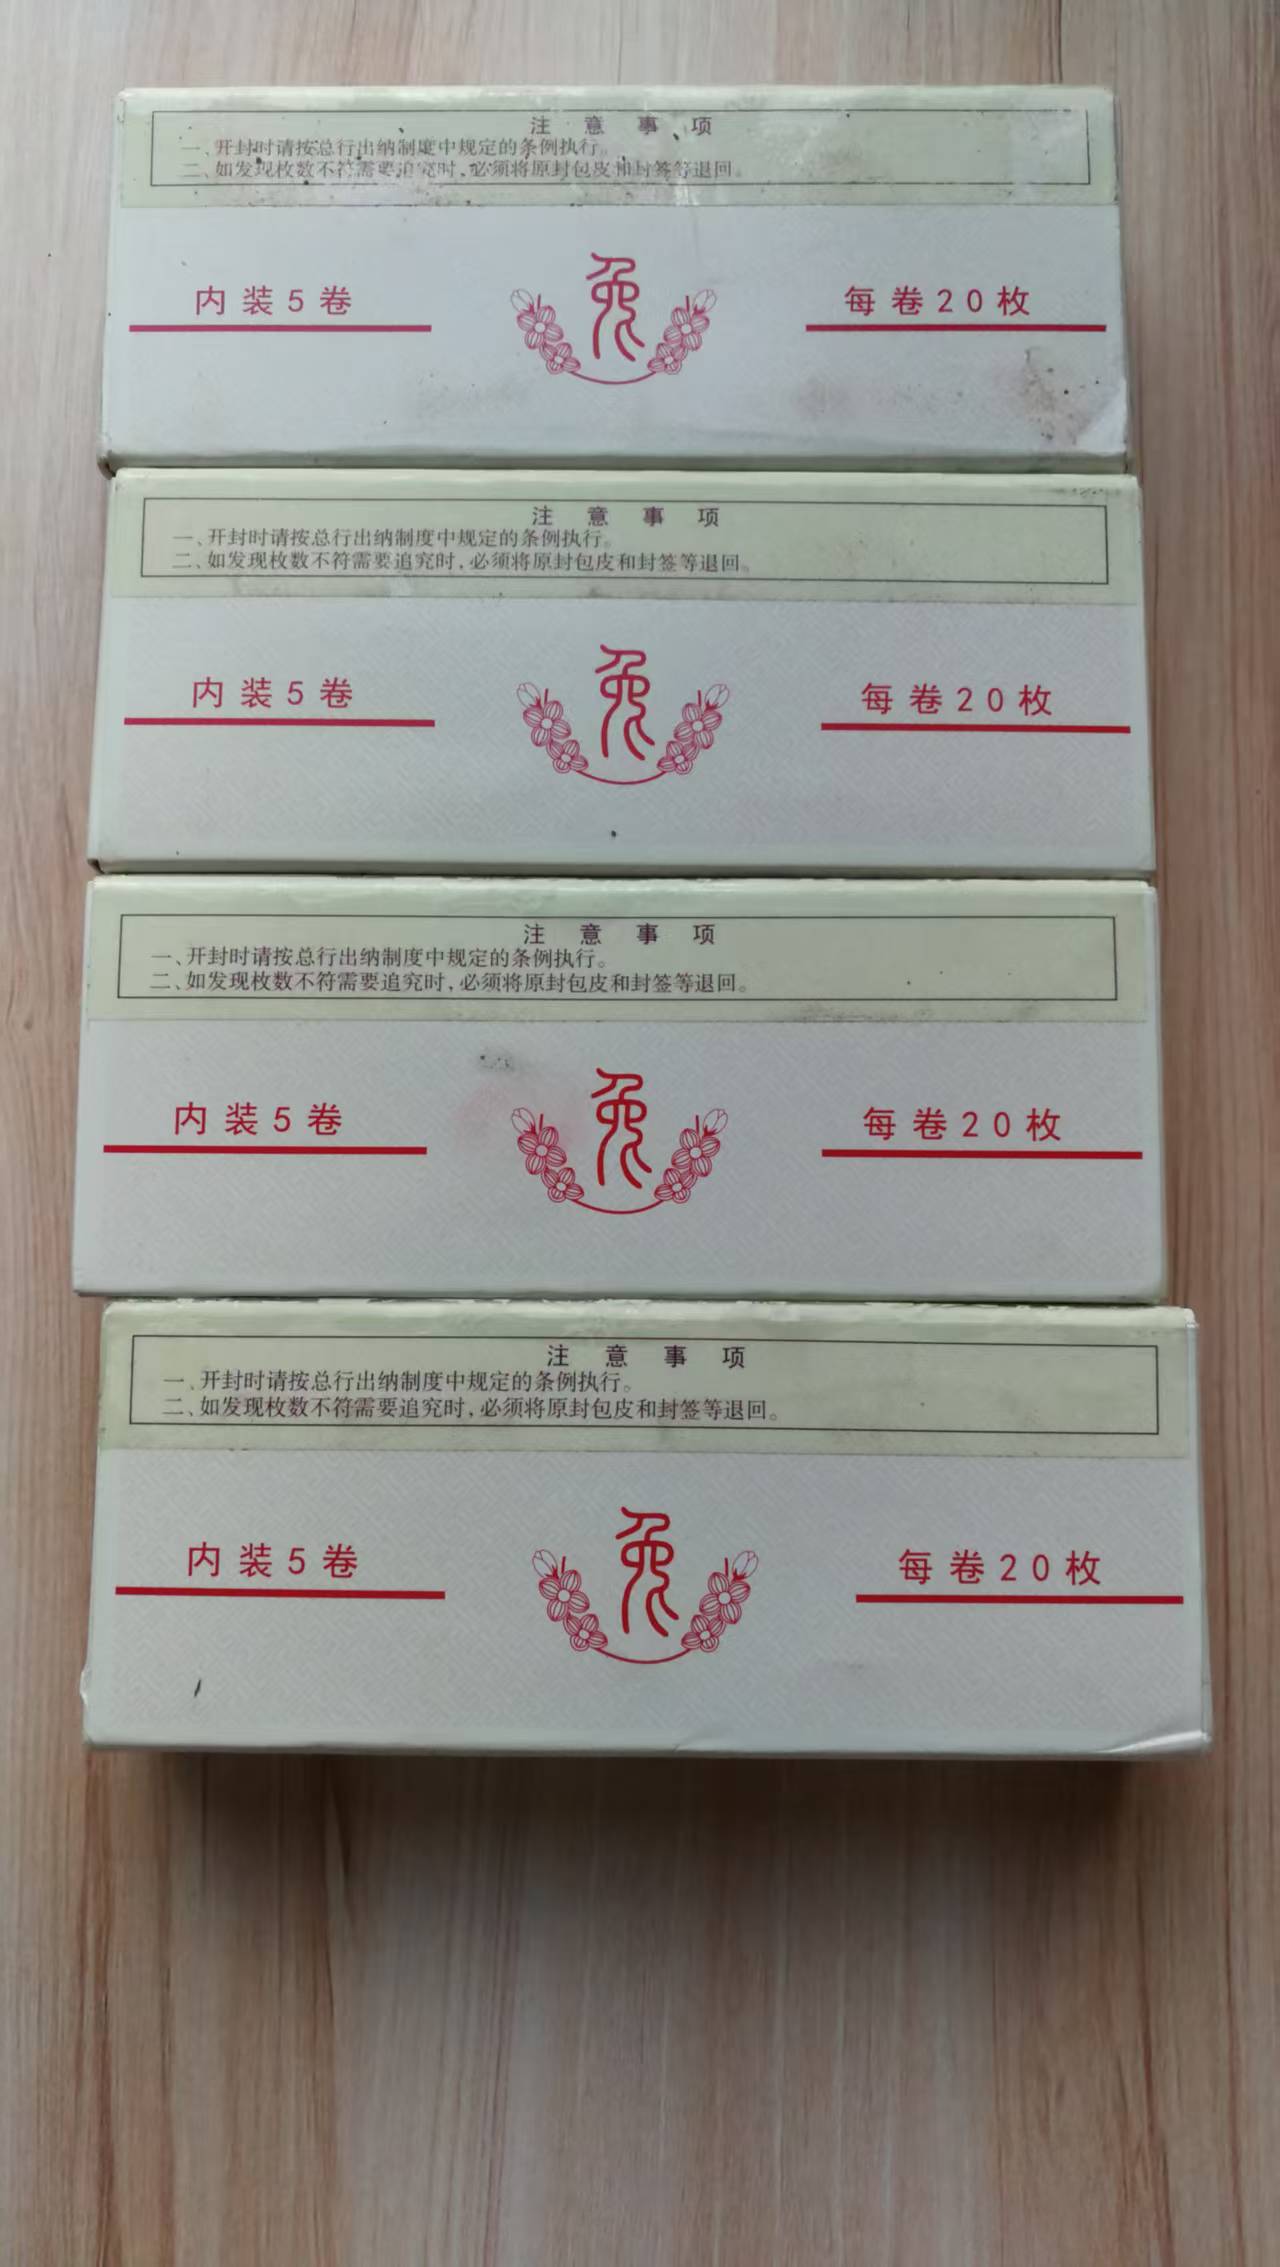 注意事项
一、开封时请按总行出纳制度中规定的条例执行。
二、如发现枚数不符需要追究时，必须将原封包皮和封签等退回。
内装5卷
兔
每卷20枚
注意事项
一、开封时请按总行出纳制度中规定的条例执行。
二、如发现枚数不符需要追究时，必须将原封包皮和封签等退回。
内装5卷
兔
每卷20枚
注意事项
一、开封时请按总行出纳制度中规定的条例执行。
二、如发现枚数不符需要追究时，必须将原封包皮和封签等退回。
内装5卷
兔
每卷20枚
注意事项
一、开封时请按总行出纳制度中规定的条例执行。
二、如发现枚数不符需要追究时，必须将原封包皮和封签等退回。
内装5卷
兔
每卷20枚